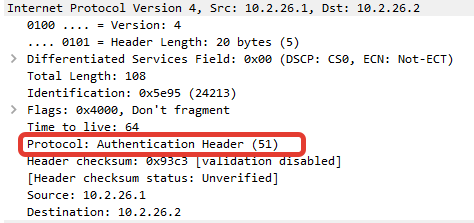 Internet Protocol Version 4, Src: 10.2.26.1, Dst: 10.2.26.2
0100 .... = Version: 4
.... 0101 = Header Length: 20 bytes (5)
Differentiated Services Field: 0x00 (DSCP: CS0, ECN: Not-ECT)
Total Length: 108
Identification: 0x5e95 (24213)
Flags: 0x4000, Don't fragment
Time to live: 64
Protocol: Authentication Header (51)
Header checksum: 0x93c3 [validation disabled]
[Header checksum status: Unverified]
Source: 10.2.26.1
Destination: 10.2.26.2